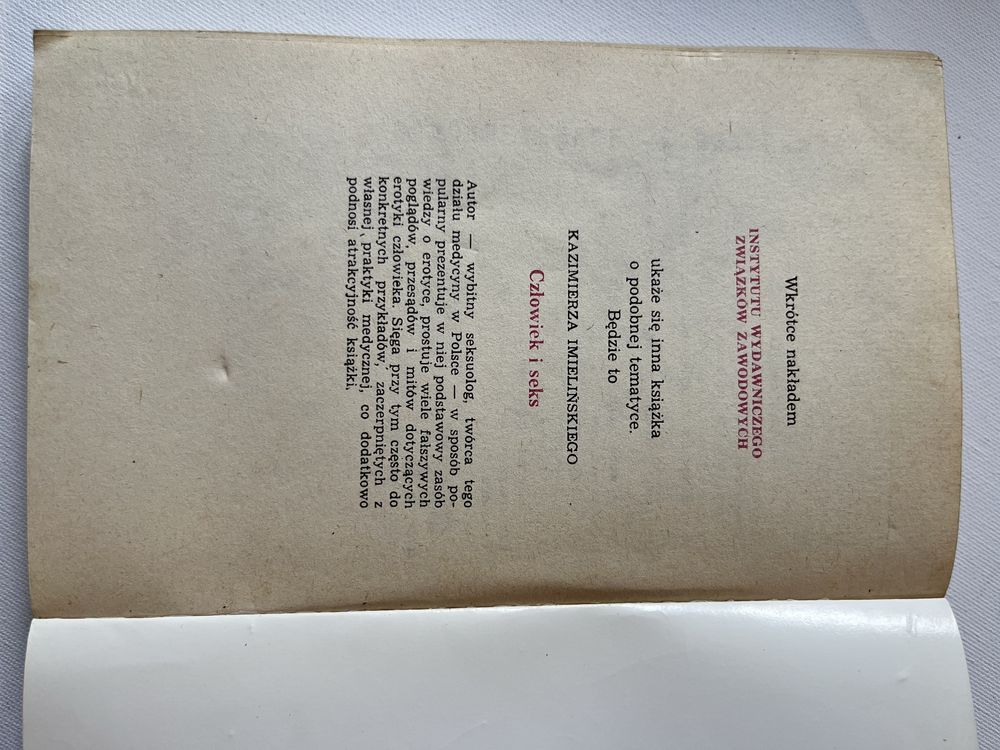 Wkrótce nakładem
INSTYTUTU WYDAWNICZEGO
ZWIĄZKÓW ZAWODOWYCH
ukaże się inna książka
o podobnej tematyce.
Będzie to
KAZIMIERZA IMIELIŃSKIEGO
Człowiek i seks
Autor — wybitny seksuolog, twórca tego
działu medycyny w Polsce — w sposób po-
pularny prezentuje w niej podstawowy zasób
wiedzy o erotyce, prostuje wiele fałszywych
poglądów, przesądów i mitów dotyczących
erotyki człowieka. Sięga przy tym często do
konkretnych przykładów, zaczerpniętych z
własnej praktyki medycznej, co dodatkowo
podnosi atrakcyjność książki.